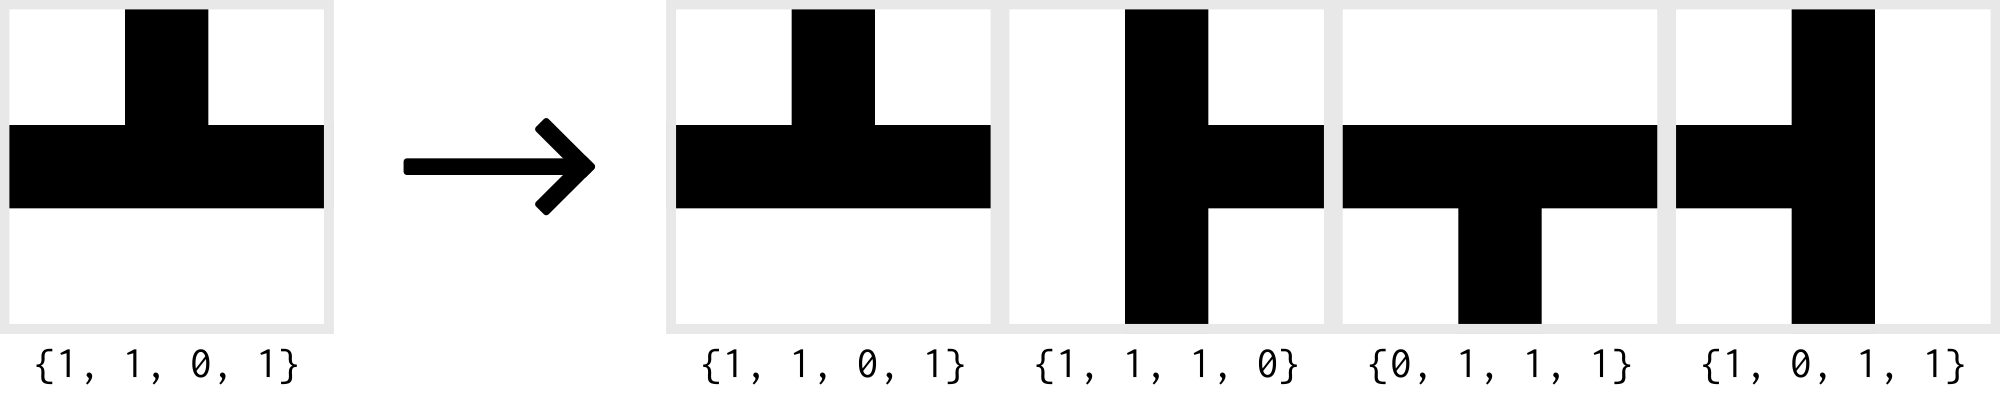 {1, 1, 0, 1} {1, 1, 0, 1} {1, 1, 1, 0} {0, 1, 1, 1} {1, 0, 1, 1}